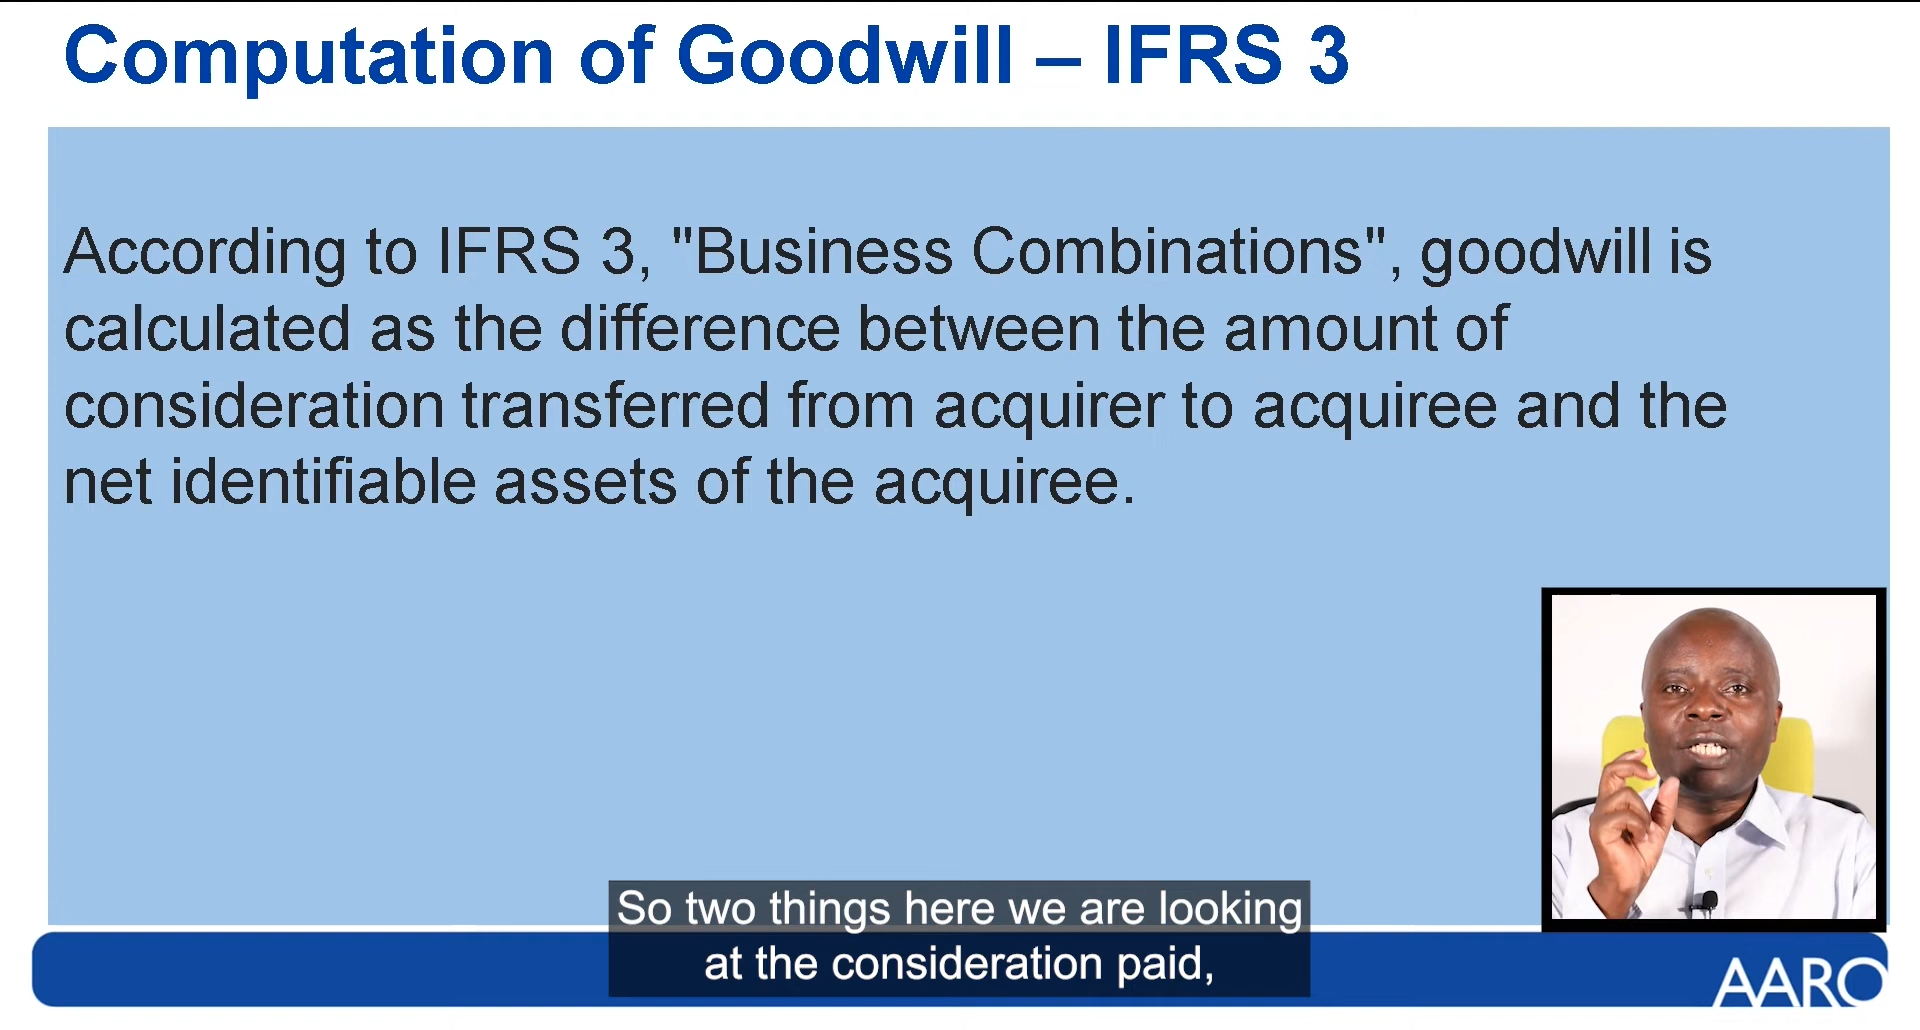 Computation of Goodwill – IFRS 3
According to IFRS 3, "Business Combinations", goodwill is
calculated as the difference between the amount of
consideration transferred from acquirer to acquiree and the
net identifiable assets of the acquiree.
So two things here we are looking
at the consideration paid,
AARO